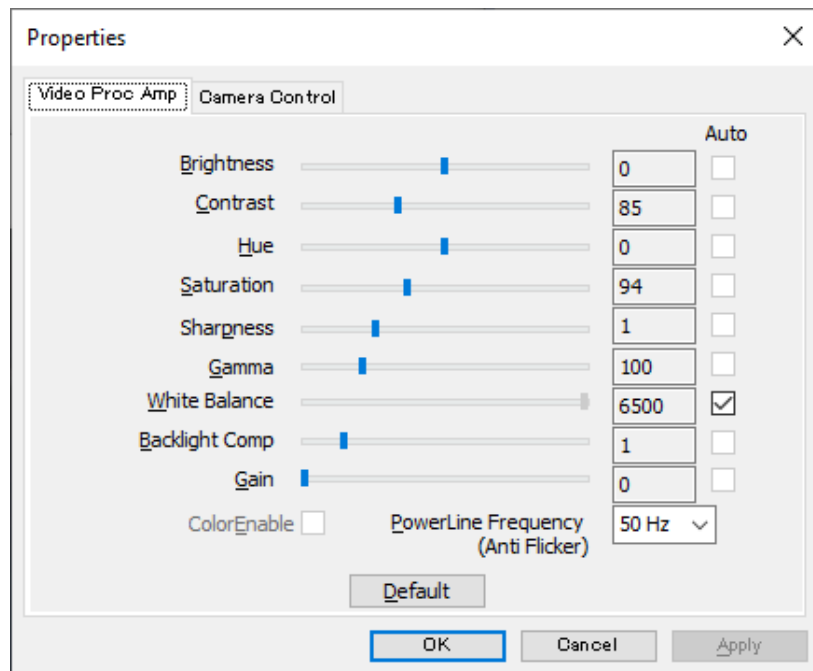 Properties
Video Proc Amp
Camera Control
Auto
Brightness 0
Contrast 85
Hue 0
Saturation 94
Sharpness 1
Gamma 100
White Balance 6500
Backlight Comp 1
Gain 0
ColorEnable PowerLine Frequency 50 Hz
(Anti Flicker)
Default
OK Cancel Apply